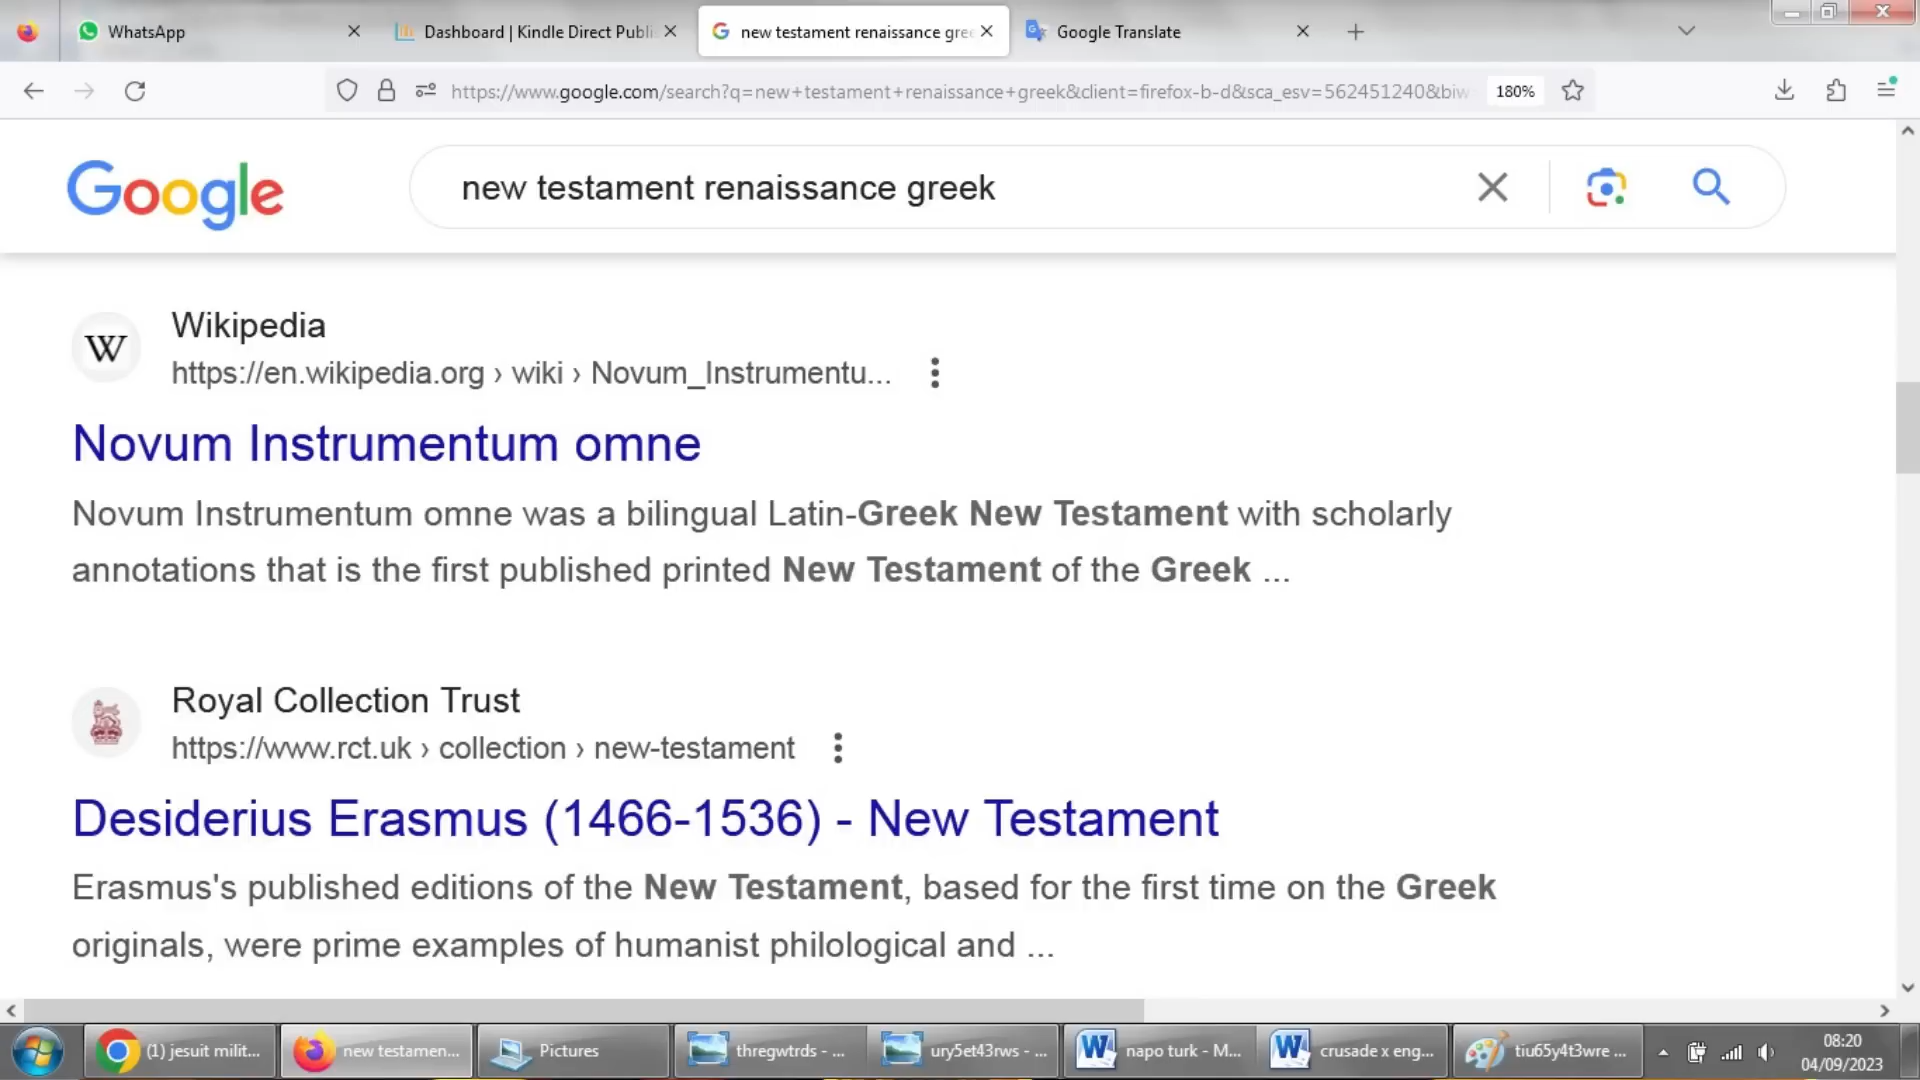 WhatsApp
Dashboard | Kindle Direct Publi
new testament renaissance gre
Google Translate
https://www.google.com/search?q=new+testament+renaissance+greek&client=firefox-b-d&sca_esv=562451240&biw
180%
Google
new testament renaissance greek
W
Wikipedia
https://en.wikipedia.org › wiki › Novum_Instrumentu...
Novum Instrumentum omne
Novum Instrumentum omne was a bilingual Latin-Greek New Testament with scholarly
annotations that is the first published printed New Testament of the Greek ...
Royal Collection Trust
https://www.rct.uk › collection › new-testament
Desiderius Erasmus (1466-1536) - New Testament
Erasmus's published editions of the New Testament, based for the first time on the Greek
originals, were prime examples of humanist philological and ...
(1) jesuit milit...
new testamen...
Pictures
thregwtrds - ...
ury5et43rws - ...
napo turk - M...
crusade x eng...
tiu65y4t3wre ...
08:20
04/09/2023